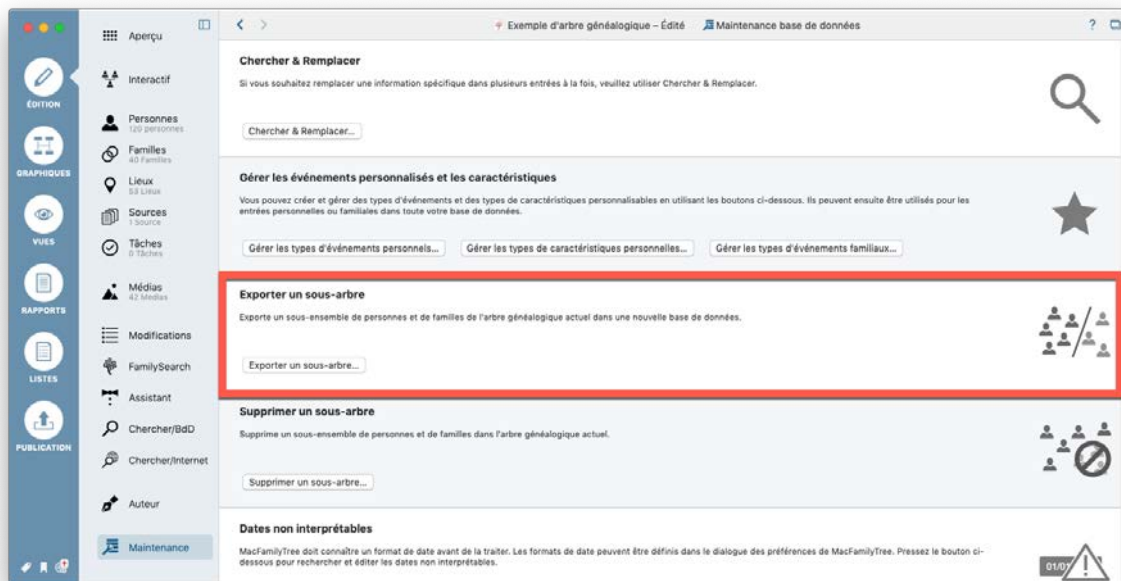 Exemple d'arbre généalogique – Édité
Maintenance base de données
?
ÉDITION
GRAPHIQUES
VUES
RAPPORTS
LISTES
PUBLICATION
Aperçu
Interactif
Personnes
120 personnes
Familles
40 Familles
Lieux
53 Lieux
Sources
1 Source
Tâches
0 Tâches
Médias
42 Médias
Modifications
FamilySearch
Assistant
Chercher/BdD
Chercher/Internet
Auteur
Maintenance
Chercher & Remplacer
Si vous souhaitez remplacer une information spécifique dans plusieurs entrées à la fois, veuillez utiliser Chercher & Remplacer.
Chercher & Remplacer...
Gérer les événements personnalisés et les caractéristiques
Vous pouvez créer et gérer des types d'événements et des types de caractéristiques personnalisables en utilisant les boutons ci-dessous. Ils peuvent ensuite être utilisés pour les
entrées personnelles ou familiales dans toute votre base de données.
Gérer les types d'événements personnels...
Gérer les types de caractéristiques personnelles...
Gérer les types d'événements familiaux...
Exporter un sous-arbre
Exporte un sous-ensemble de personnes et de familles de l'arbre généalogique actuel dans une nouvelle base de données.
Exporter un sous-arbre...
Supprimer un sous-arbre
Supprime un sous-ensemble de personnes et de familles dans l'arbre généalogique actuel.
Supprimer un sous-arbre...
Dates non interprétables
MacFamilyTree doit connaître un format de date avant de la traiter. Les formats de date peuvent être définis dans le dialogue des préférences de MacFamilyTree. Pressez le bouton ci-
dessous pour rechercher et éditer les dates non interprétables.
01/01